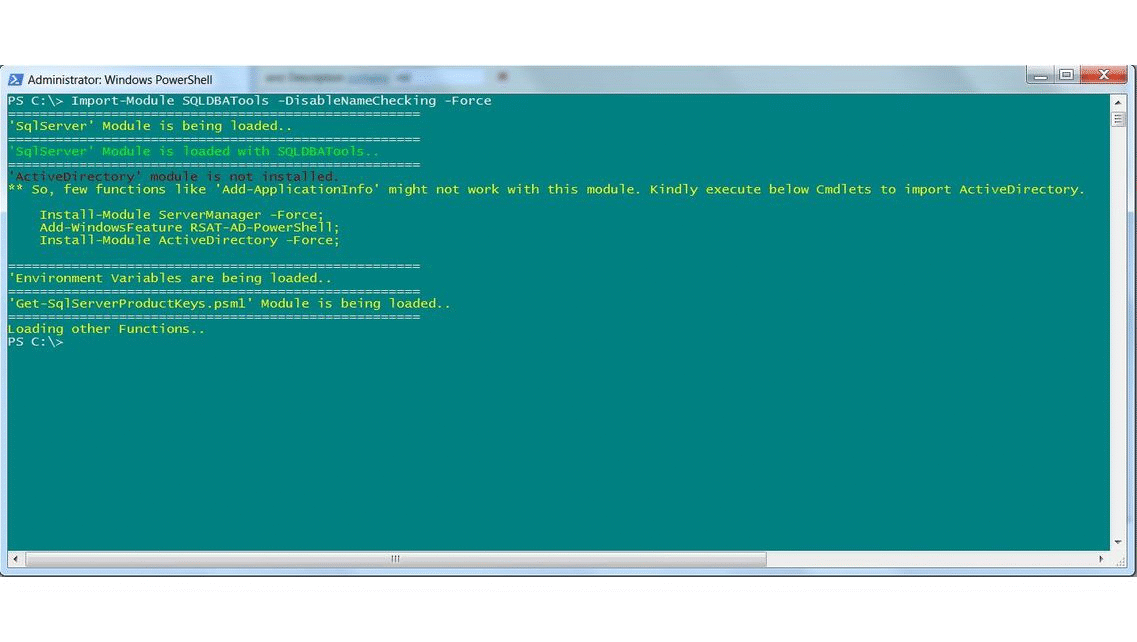 Administrator: Windows PowerShell
PS C:\> Import-Module SQLDBATools -DisableNameChecking -Force
====================================================
'SqlServer' Module is being loaded..
====================================================
'SqlServer' Module is loaded with SQLDBATools..
====================================================
'ActiveDirectory' module is not installed.
** So, few functions like 'Add-ApplicationInfo' might not work with this module. Kindly execute below Cmdlets to import ActiveDirectory.
Install-Module ServerManager -Force;
Add-WindowsFeature RSAT-AD-PowerShell;
Install-Module ActiveDirectory -Force;
====================================================
'Environment Variables are being loaded..
====================================================
'Get-SqlServerProductKeys.psm1' Module is being loaded..
====================================================
Loading other Functions..
PS C:\>